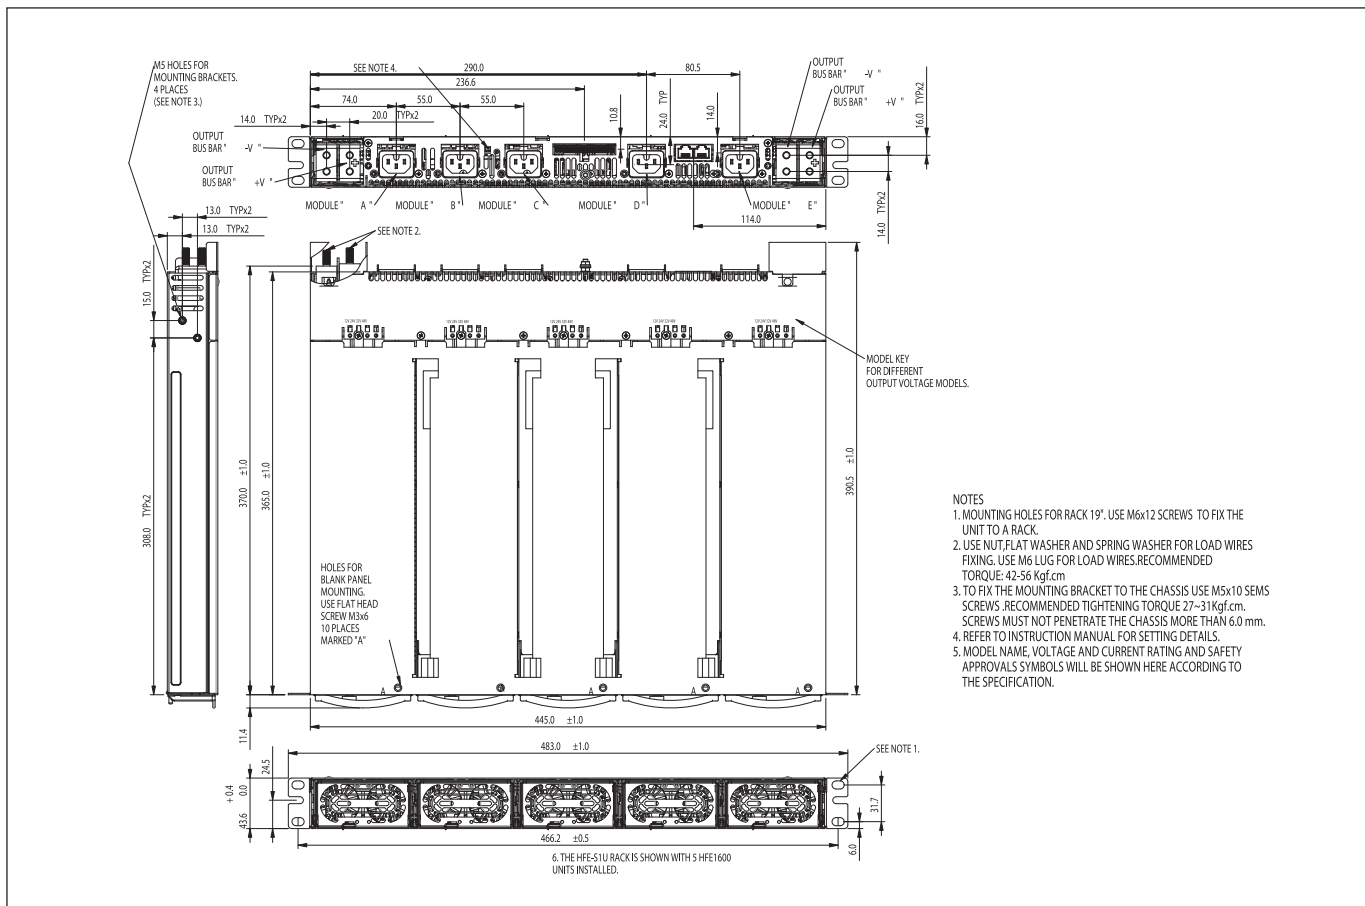 M5 HOLES FOR
MOUNTING BRACKETS.
4 PLACES
(SEE NOTE 3.)
SEE NOTE 4.
290.0
80.5
236.6
74.0
55.0
55.0
14.0 TYPx2
20.0 TYPx2
10.8
24.0 TYP
14.0
OUTPUT
BUS BAR " -V "
OUTPUT
BUS BAR " +V "
16.0 TYPx2
OUTPUT
BUS BAR " -V "
OUTPUT
BUS BAR " +V "
MODULE " A "
MODULE " B "
MODULE " C "
MODULE " D "
MODULE " E "
114.0
14.0 TYPx2
13.0 TYPx2
13.0 TYPx2
SEE NOTE 2.
15.0 TYPx2
308.0 TYPx2
370.0 ±1.0
365.0 ±1.0
390.5 ±1.0
MODEL KEY
FOR DIFFERENT
OUTPUT VOLTAGE MODELS.
HOLES FOR
BLANK PANEL
MOUNTING.
USE FLAT HEAD
SCREW M3x6
10 PLACES
MARKED "A"
A
A
A
A
11.4
445.0 ±1.0
483.0 ±1.0
SEE NOTE 1.
24.5
+ 0.4
0.0
43.6
31.7
6.0
466.2 ±0.5
6. THE HFE-S1U RACK IS SHOWN WITH 5 HFE1600
UNITS INSTALLED.
NOTES
1. MOUNTING HOLES FOR RACK 19". USE M6x12 SCREWS TO FIX THE
UNIT TO A RACK.
2. USE NUT,FLAT WASHER AND SPRING WASHER FOR LOAD WIRES
FIXING. USE M6 LUG FOR LOAD WIRES.RECOMMENDED
TORQUE: 42-56 Kgf.cm
3. TO FIX THE MOUNTING BRACKET TO THE CHASSIS USE M5x10 SEMS
SCREWS .RECOMMENDED TIGHTENING TORQUE 27~31Kgf.cm.
SCREWS MUST NOT PENETRATE THE CHASSIS MORE THAN 6.0 mm.
4. REFER TO INSTRUCTION MANUAL FOR SETTING DETAILS.
5. MODEL NAME, VOLTAGE AND CURRENT RATING AND SAFETY
APPROVALS SYMBOLS WILL BE SHOWN HERE ACCORDING TO
THE SPECIFICATION.